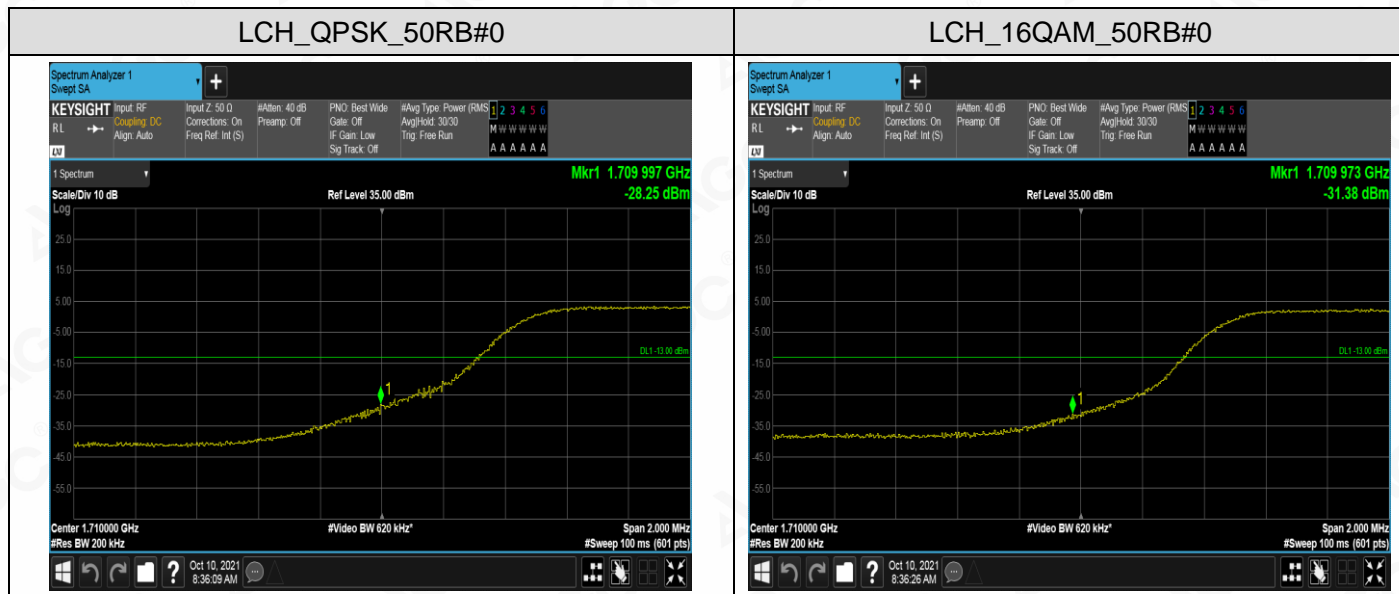 LCH_QPSK_50RB#0
Spectrum Analyzer 1
Swept SA
KEYSIGHT
RL
LXI
Input: RF
Coupling: DC
Align: Auto
Input Z: 50 Ω
Corrections: On
Freq Ref: Int (S)
#Atten: 40 dB
Preamp: Off
PNO: Best Wide
Gate: Off
IF Gain: Low
Sig Track: Off
#Avg Type: Power (RMS
Avg|Hold: 30/30
Trig: Free Run
1 2 3 4 5 6
M W W W W W
A A A A A A
1 Spectrum
Mkr1 1.709 997 GHz
Scale/Div 10 dB
Ref Level 35.00 dBm
-28.25 dBm
Log
25.0
15.0
5.00
-5.00
DL1 -13.00 dBm
-15.0
1
-25.0
-35.0
-45.0
-55.0
Center 1.710000 GHz
#Video BW 620 kHz*
Span 2.000 MHz
#Res BW 200 kHz
#Sweep 100 ms (601 pts)
?
Oct 10, 2021
8:36:09 AM
LCH_16QAM_50RB#0
Spectrum Analyzer 1
Swept SA
KEYSIGHT
RL
LXI
Input: RF
Coupling: DC
Align: Auto
Input Z: 50 Ω
Corrections: On
Freq Ref: Int (S)
#Atten: 40 dB
Preamp: Off
PNO: Best Wide
Gate: Off
IF Gain: Low
Sig Track: Off
#Avg Type: Power (RMS
Avg|Hold: 30/30
Trig: Free Run
1 2 3 4 5 6
M W W W W W
A A A A A A
1 Spectrum
Mkr1 1.709 973 GHz
Scale/Div 10 dB
Ref Level 35.00 dBm
-31.38 dBm
Log
25.0
15.0
5.00
-5.00
DL1 -13.00 dBm
-15.0
-25.0
1
-35.0
-45.0
-55.0
Center 1.710000 GHz
#Video BW 620 kHz*
Span 2.000 MHz
#Res BW 200 kHz
#Sweep 100 ms (601 pts)
?
Oct 10, 2021
8:36:26 AM